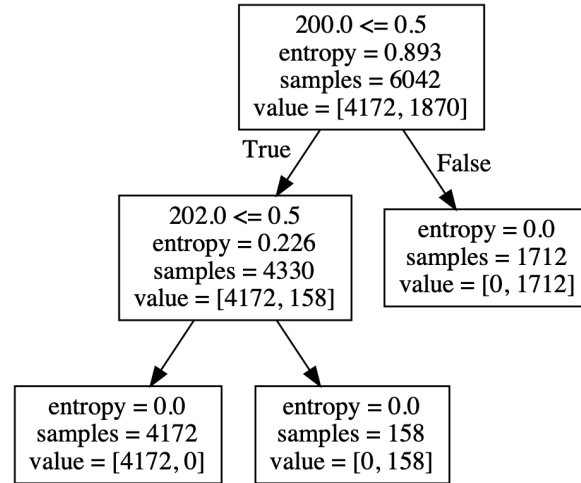 200.0 <= 0.5
entropy = 0.893
samples = 6042
value = [4172, 1870]
True
False
202.0 <= 0.5
entropy = 0.226
samples = 4330
value = [4172, 158]
entropy = 0.0
samples = 1712
value = [0, 1712]
entropy = 0.0
samples = 4172
value = [4172, 0]
entropy = 0.0
samples = 158
value = [0, 158]